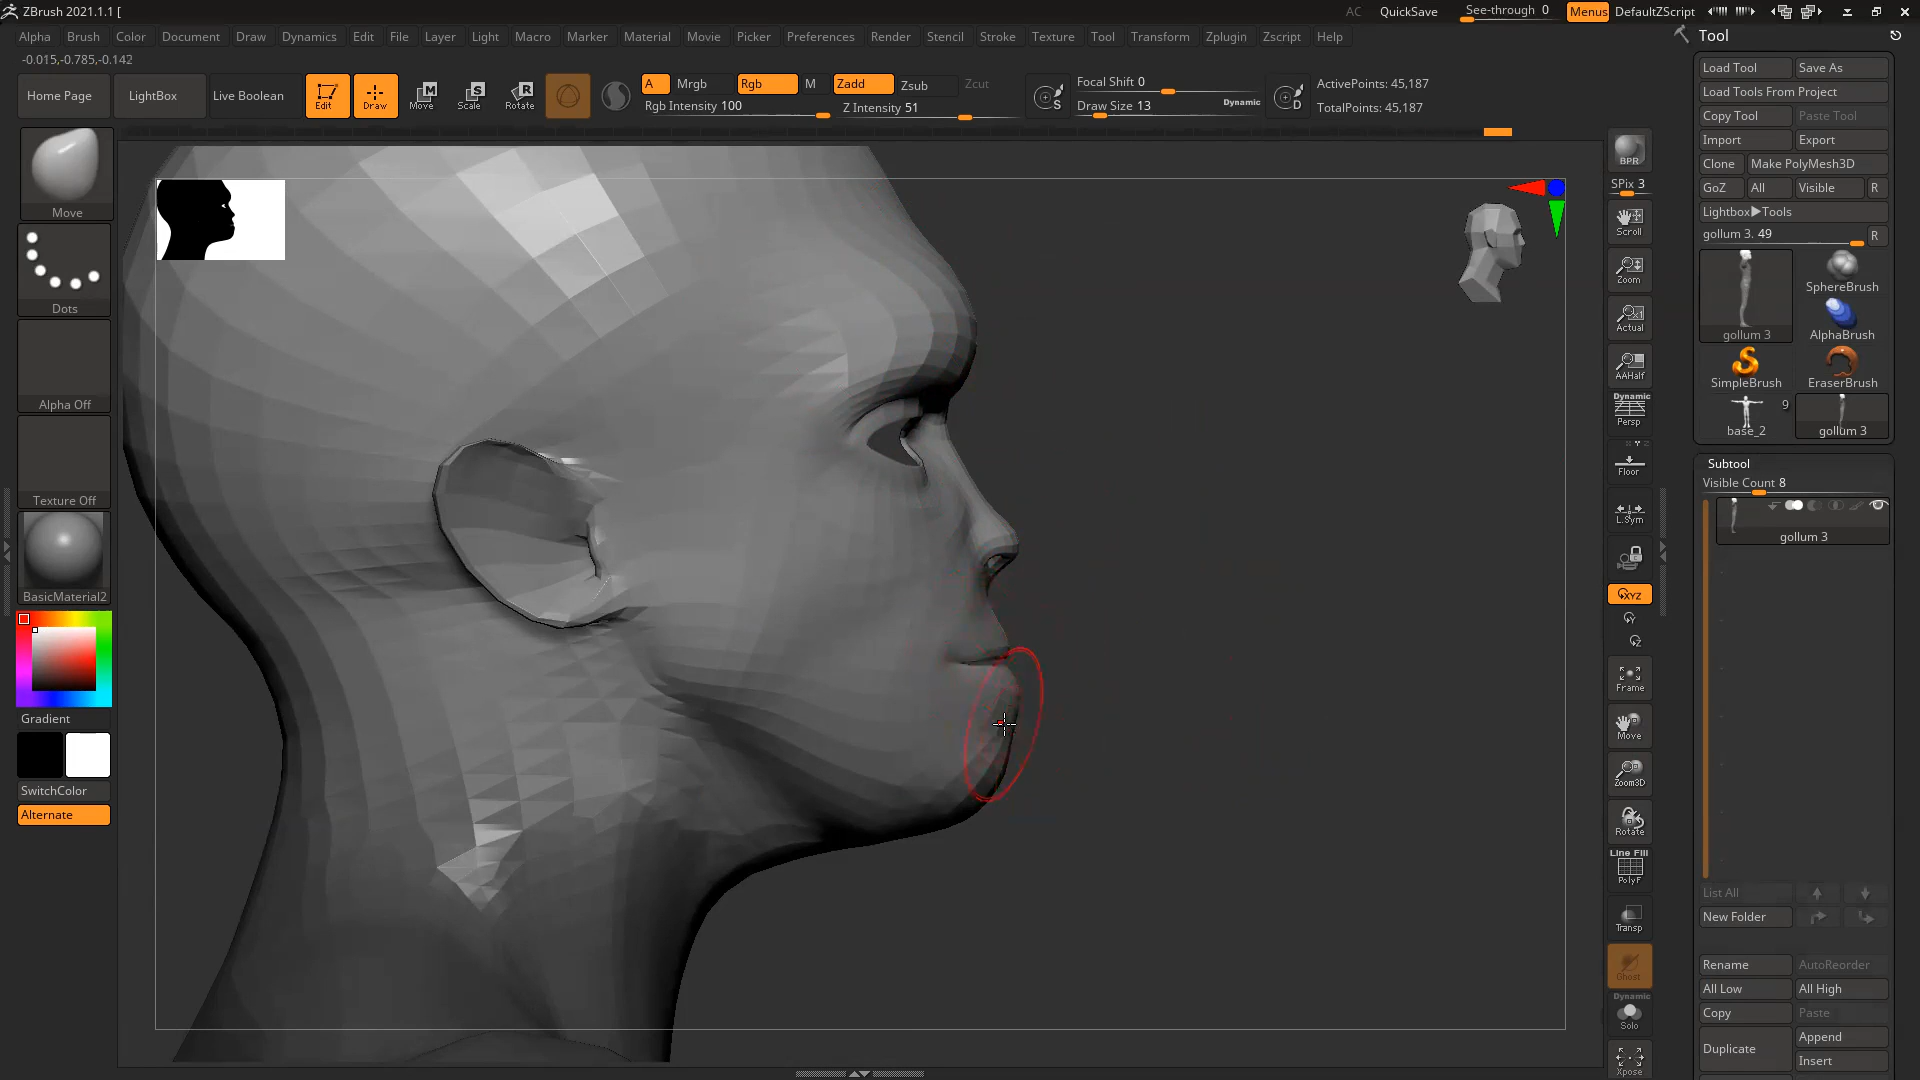 ZBrush 2021.1.1 [
AC QuickSave See-through 0 Menus DefaultZScript
Alpha Brush Color Document Draw Dynamics Edit File Layer Light Macro Marker Material Movie Picker Preferences Render Stencil Stroke Texture Tool Transform Zplugin Zscript Help
-0.015,-0.785,-0.142
Home Page LightBox Live Boolean Edit Draw Move Scale Rotate
A Mrgb Rgb M Zadd Zsub Zcut
Rgb Intensity 100 Z Intensity 51
Focal Shift 0
Draw Size 13 Dynamic
ActivePoints: 45,187
TotalPoints: 45,187
Move
Dots
Alpha Off
Texture Off
BasicMaterial2
Gradient
SwitchColor
Alternate
BPR
SPix 3
Scroll
Zoom
Actual
AAHalf
Dynamic
Persp
Floor
L.Sym
XYZ
Y
Z
Frame
Move
Zoom3D
Rotate
Line Fill
PolyF
Transp
Ghost
Dynamic
Solo
Xpose
Tool
Load Tool Save As
Load Tools From Project
Copy Tool Paste Tool
Import Export
Clone Make PolyMesh3D
GoZ All Visible R
Lightbox▶Tools
gollum 3. 49 R
gollum 3
SphereBrush
AlphaBrush
SimpleBrush EraserBrush
9
base_2 gollum 3
Subtool
Visible Count 8
gollum 3
List All
New Folder
Rename AutoReorder
All Low All High
Copy Paste
Duplicate Append
Insert